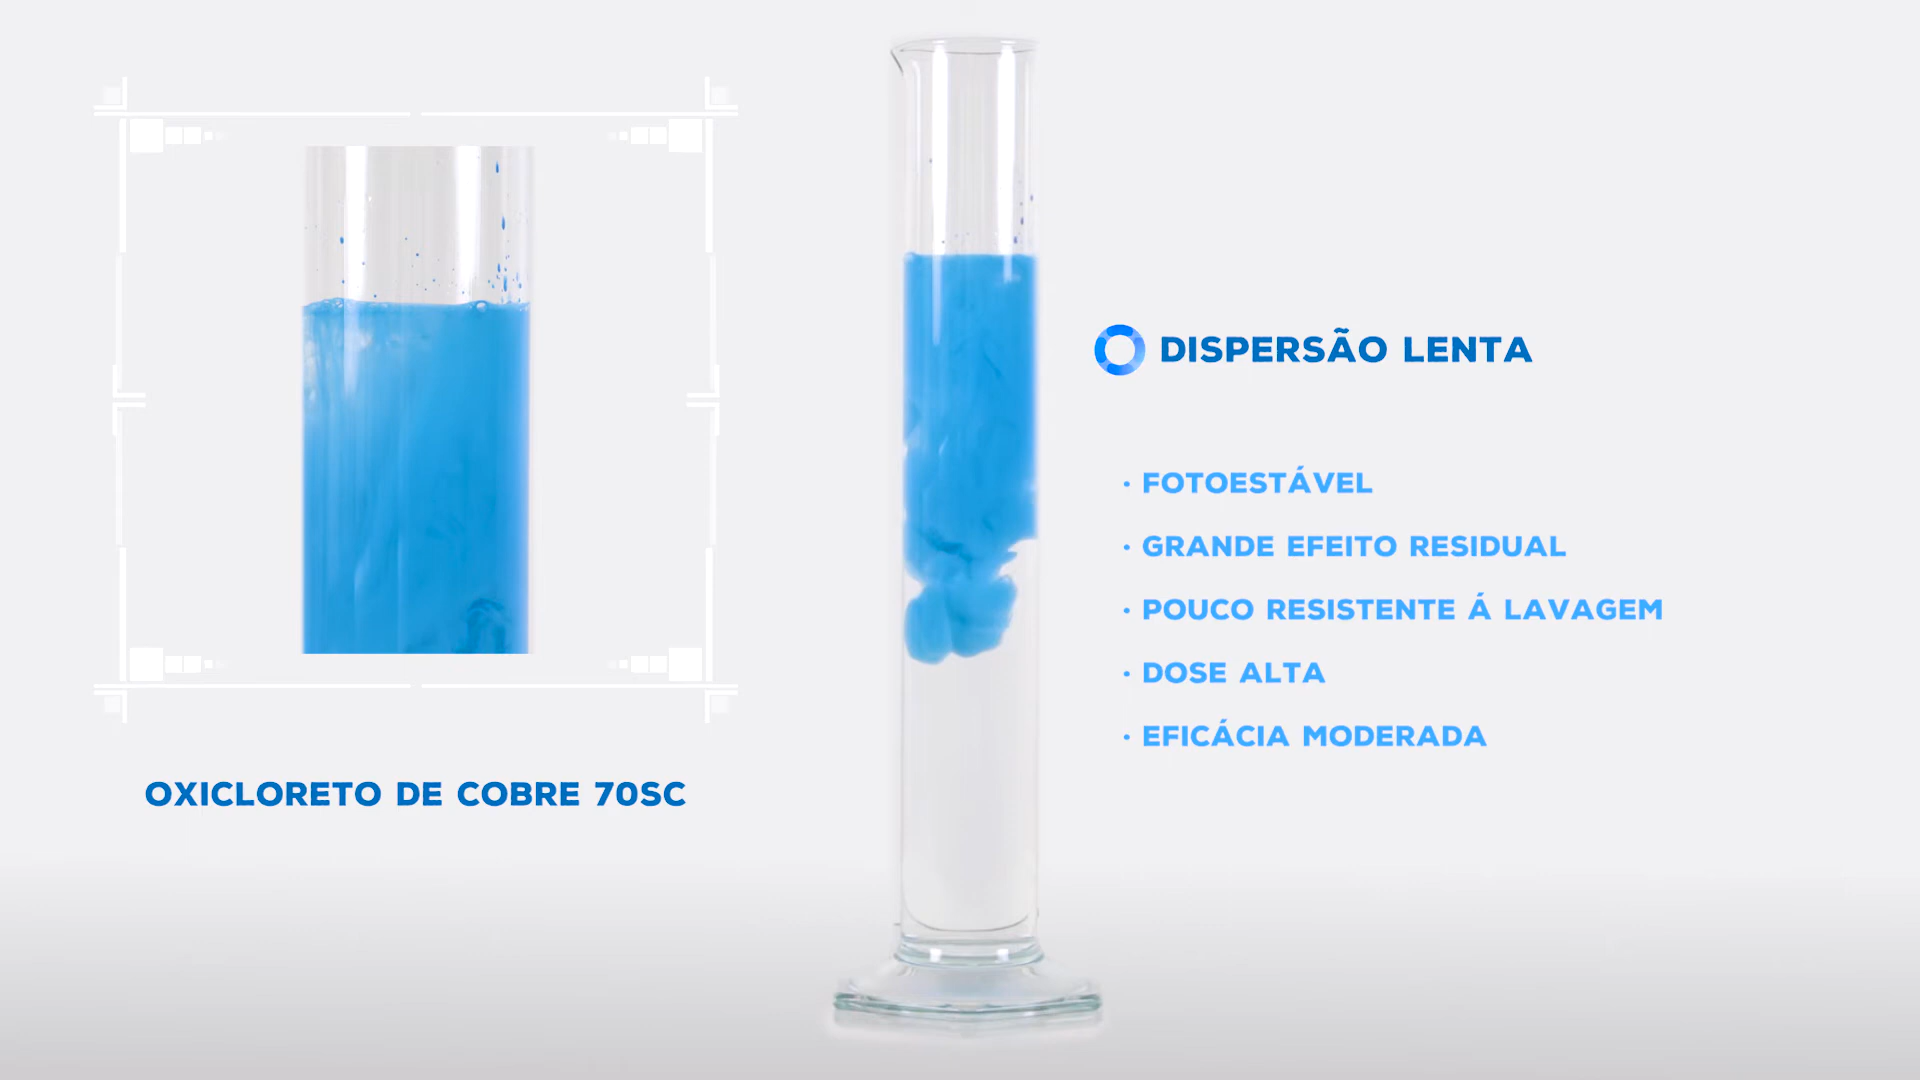 DISPERSÃO LENTA
· FOTOESTÁVEL
· GRANDE EFEITO RESIDUAL
· POUCO RESISTENTE Á LAVAGEM
· DOSE ALTA
· EFICÁCIA MODERADA
OXICLORETO DE COBRE 70SC